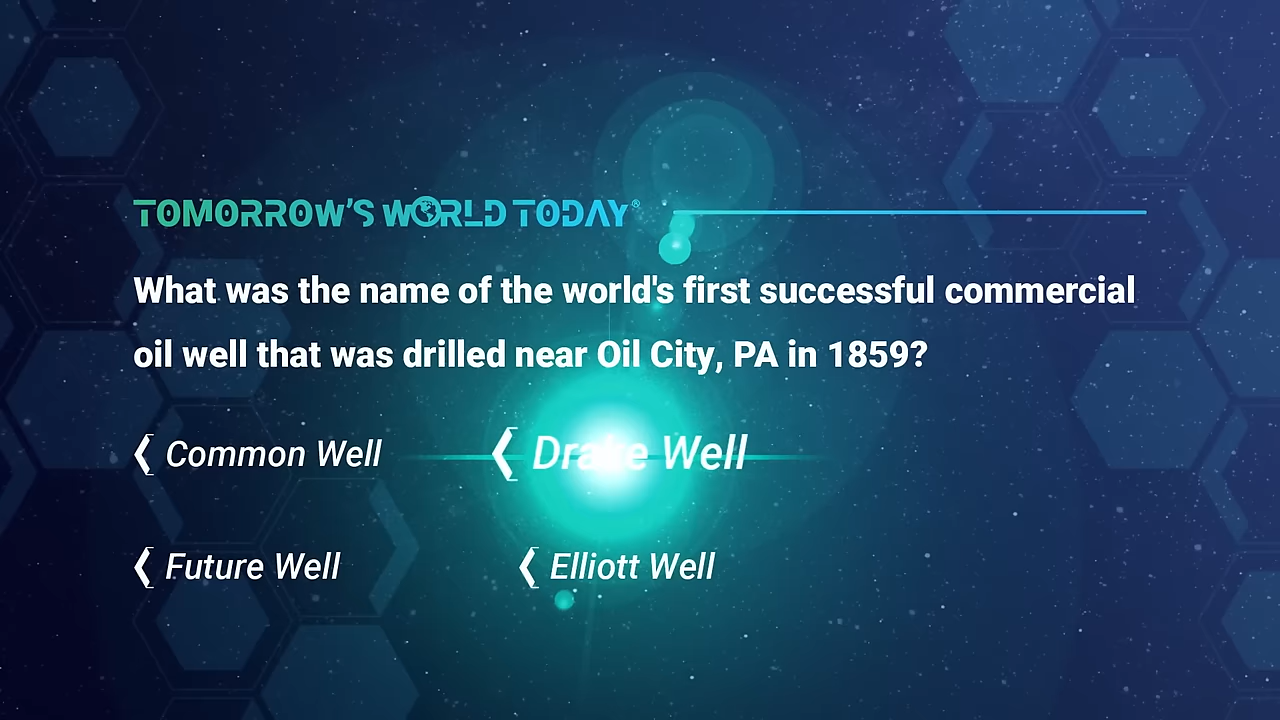 TOMORROW'S WORLD TODAY®
What was the name of the world's first successful commercial
oil well that was drilled near Oil City, PA in 1859?
Common Well
Drake Well
Future Well
Elliott Well